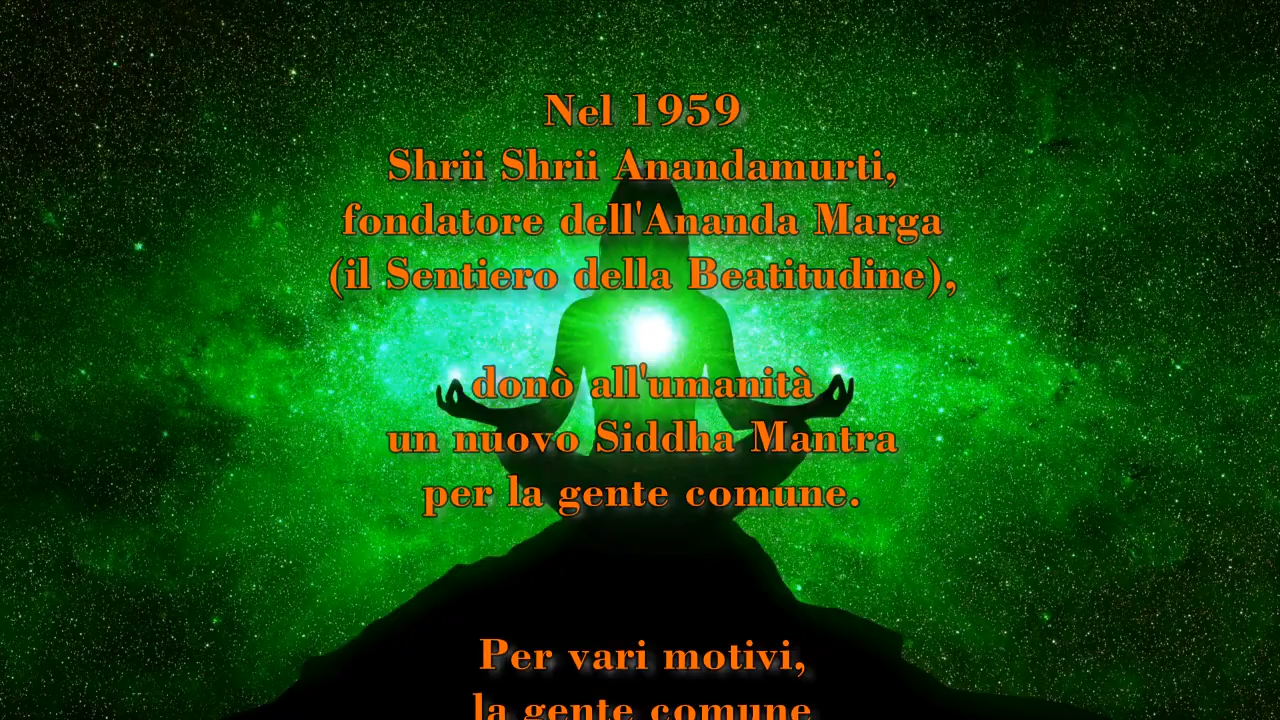 Nel 1959
Shrii Shrii Anandamurti,
fondatore dell'Ananda Marga
(il Sentiero della Beatitudine),
donò all'umanità
un nuovo Siddha Mantra
per la gente comune.
Per vari motivi,
la gente comune